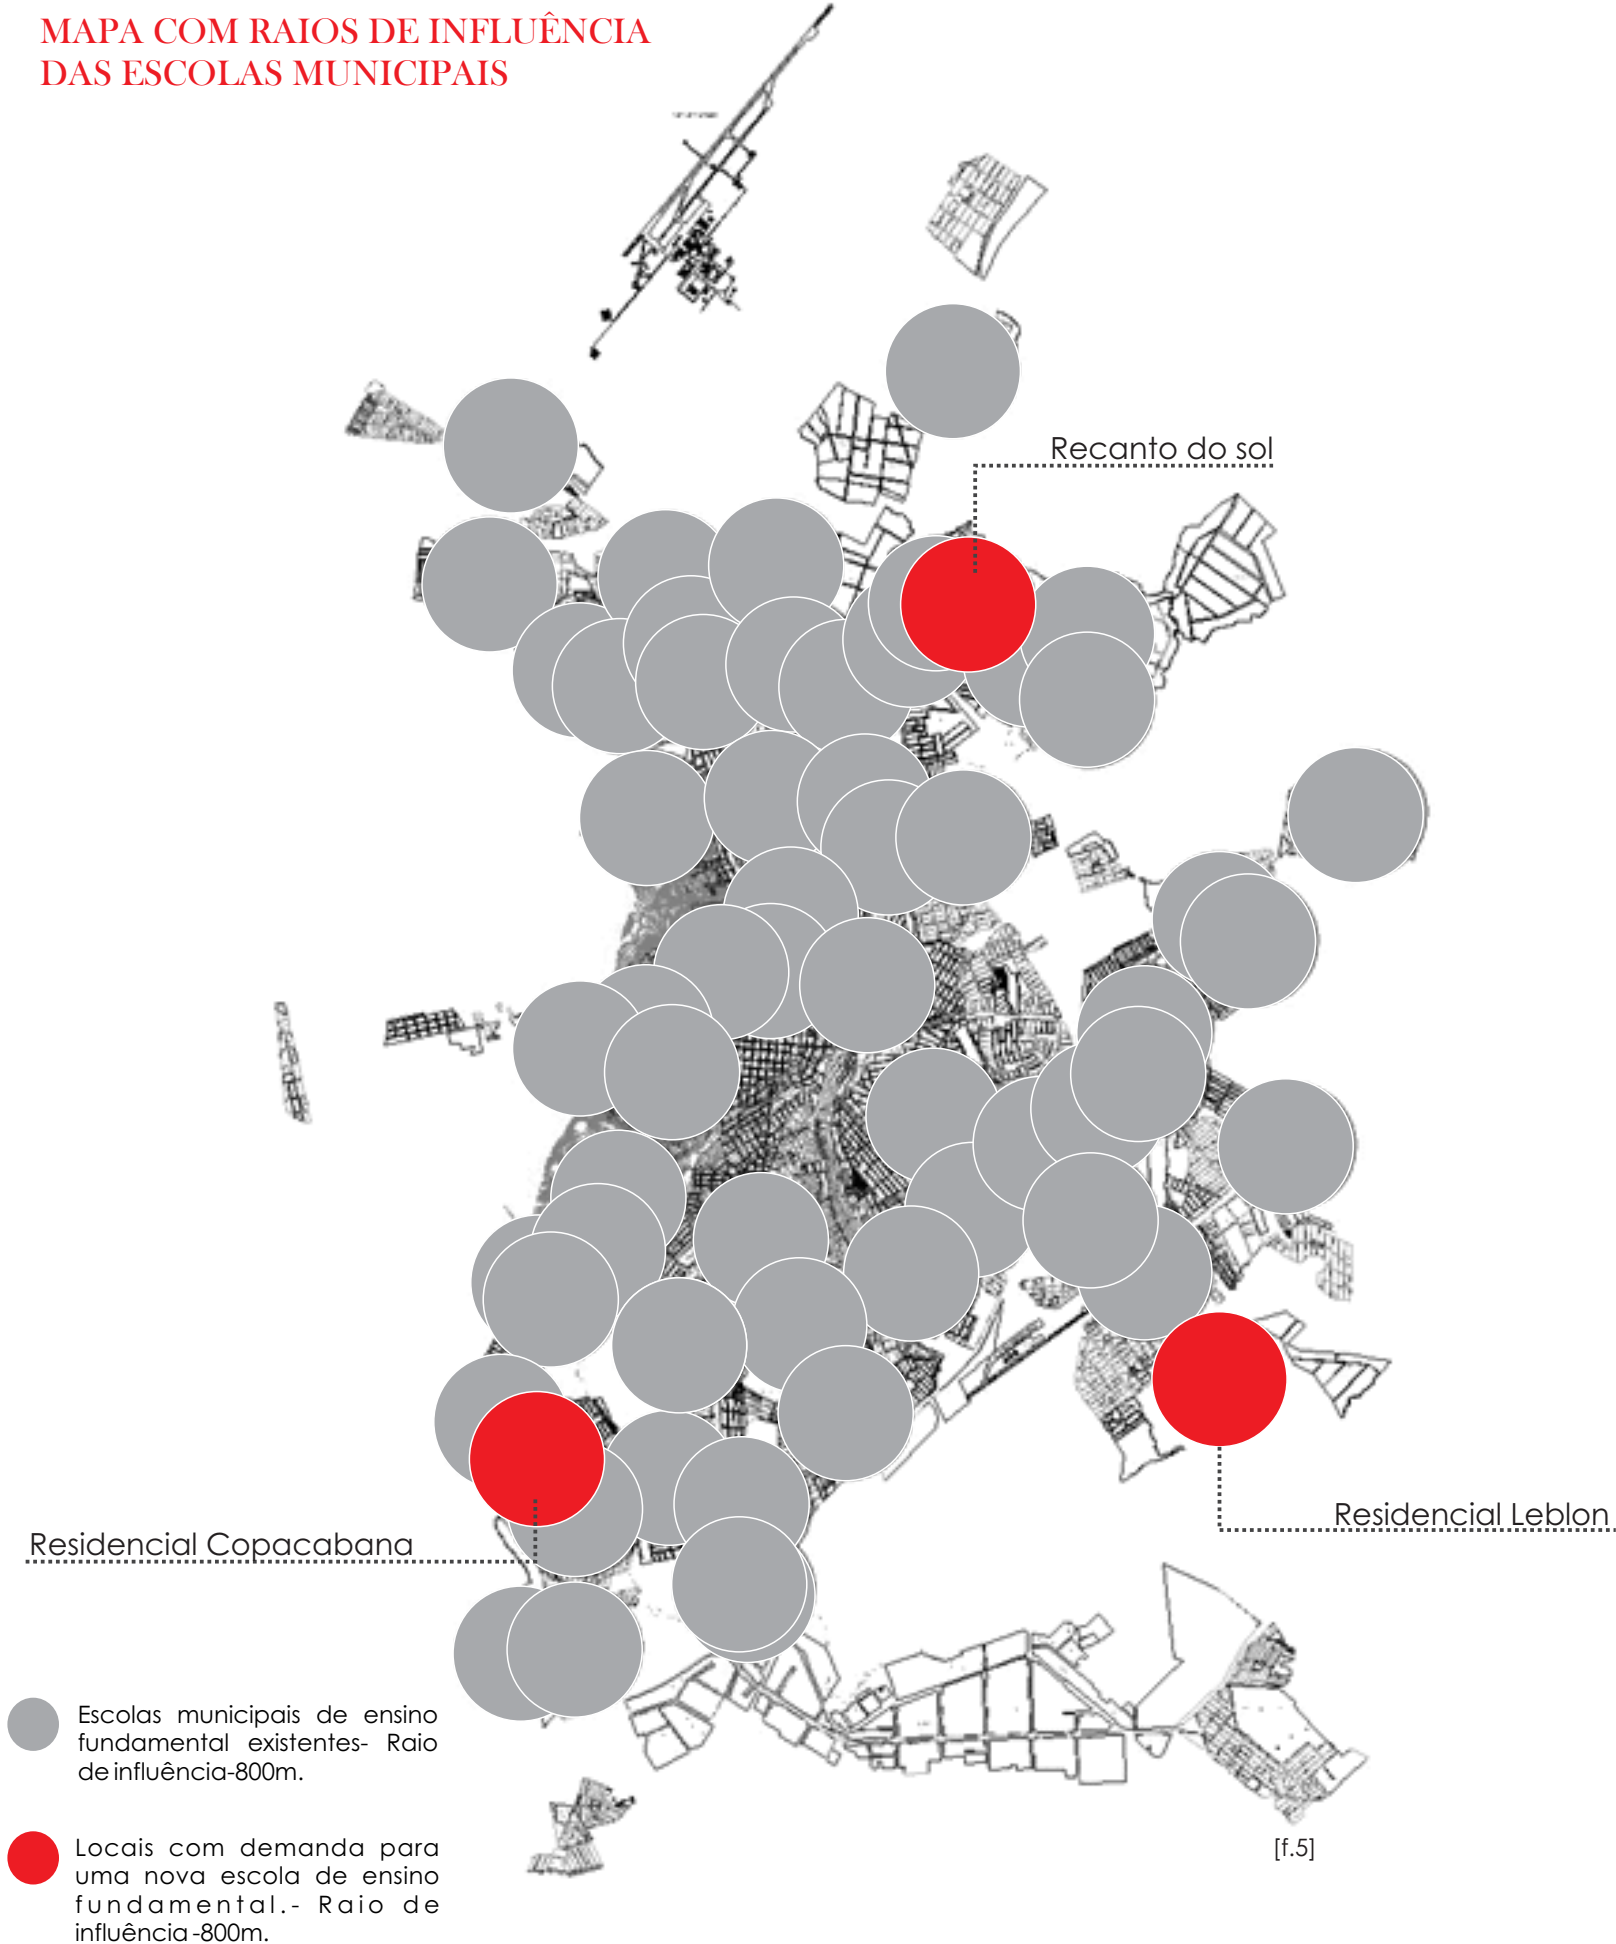 MAPA COM RAIOS DE INFLUÊNCIA
DAS ESCOLAS MUNICIPAIS
Recanto do sol
Residencial Leblon
Residencial Copacabana
Escolas municipais de ensino
fundamental existentes- Raio
de influência-800m.
Locais com demanda para
uma nova escola de ensino
fundamental.- Raio de
influência-800m.
[f.5]